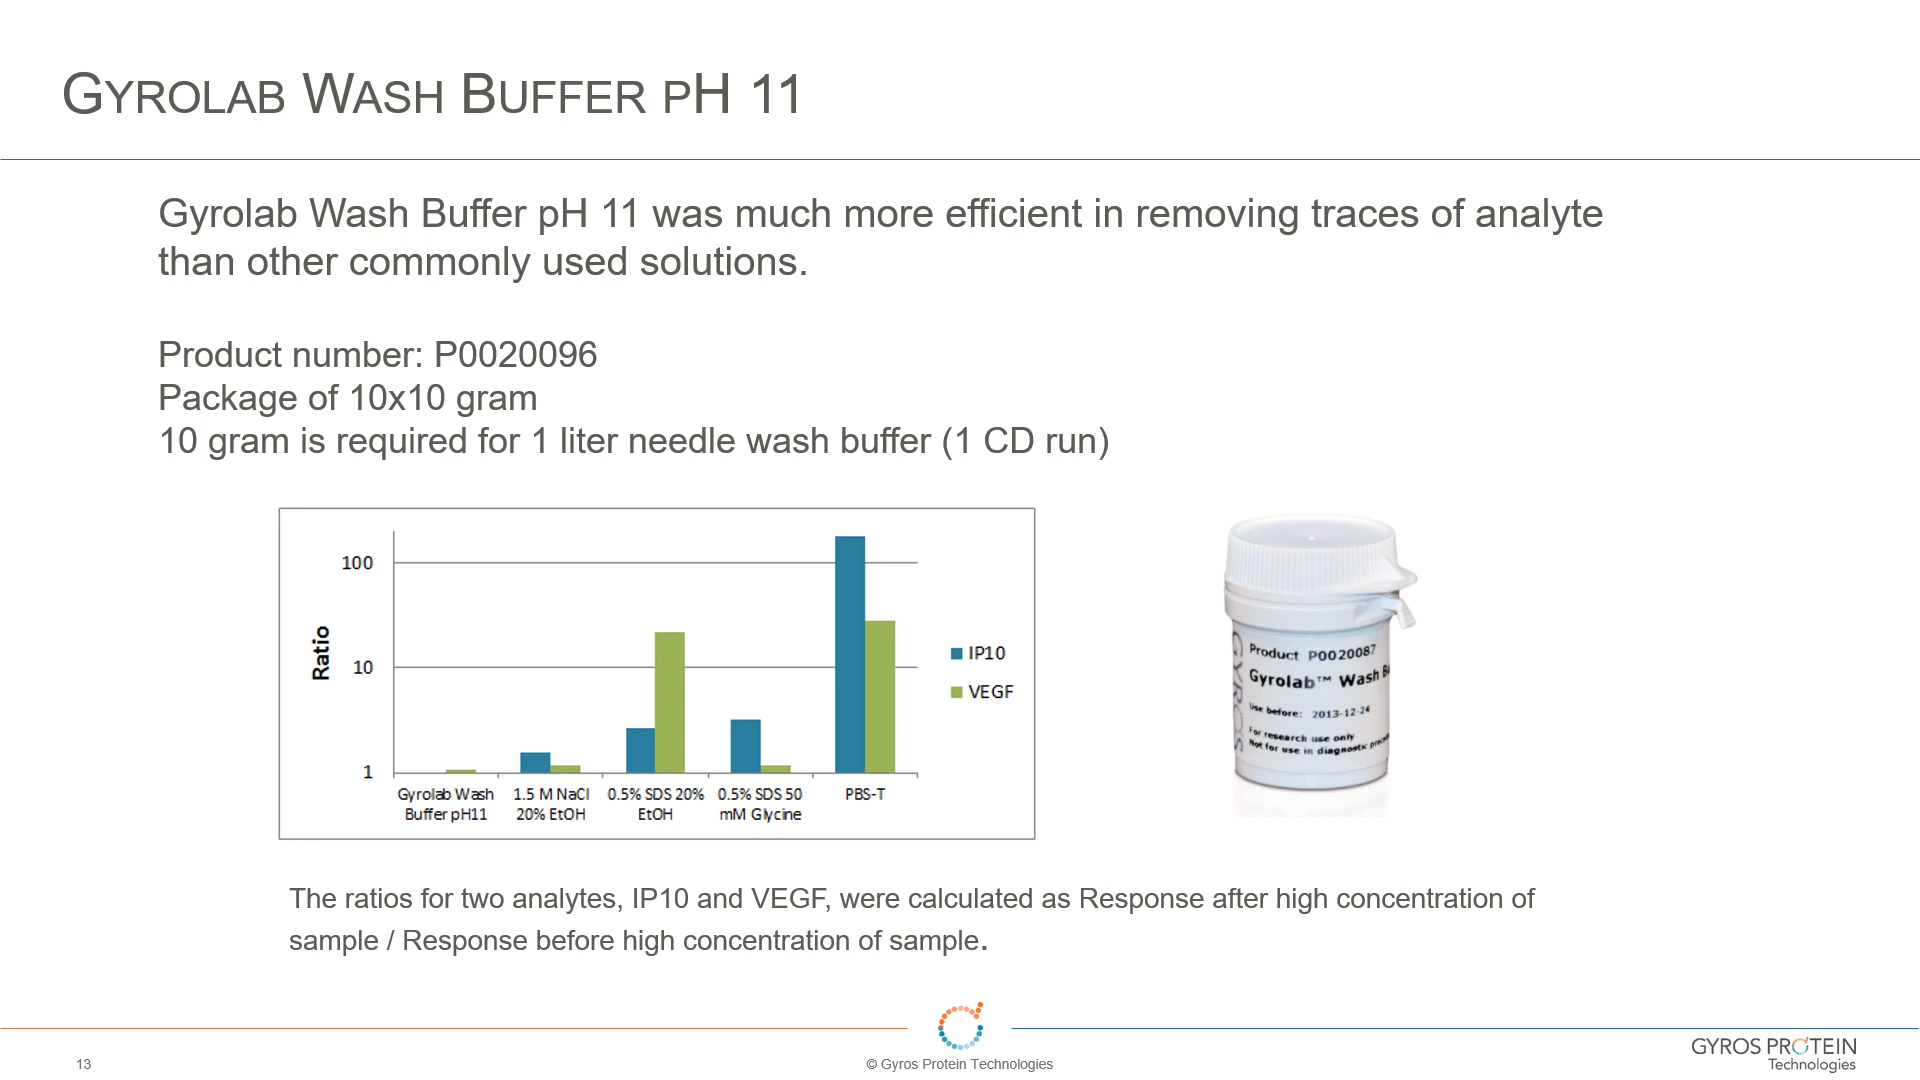 GYROLAB WASH BUFFER PH 11
Gyrolab Wash Buffer pH 11 was much more efficient in removing traces of analyte
than other commonly used solutions.
Product number: P0020096
Package of 10x10 gram
10 gram is required for 1 liter needle wash buffer (1 CD run)
Ratio
100
10
1
Gyrolab Wash
Buffer pH11
1.5 M NaCl
20% EtOH
0.5% SDS 20%
EtOH
0.5% SDS 50
mM Glycine
PBS-T
IP10
VEGF
GYROS
Product P0020087
Gyrolab™ Wash
Use before: 2013-12-24
For research use only
Not for use in diagnostic
The ratios for two analytes, IP10 and VEGF, were calculated as Response after high concentration of
sample / Response before high concentration of sample.
13
© Gyros Protein Technologies
GYROS PROTEIN
Technologies